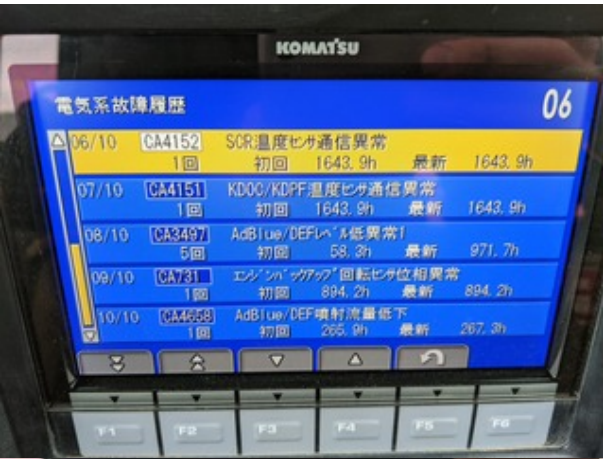 KOMATSU
電気系故障履歴 06
06/10 CA4152 SCR温度ｾﾝｻ通信異常
1回 初回 1643.9h 最新 1643.9h
07/10 CA4151 KDOC/KDPF温度ｾﾝｻ通信異常
1回 初回 1643.9h 最新 1643.9h
08/10 CA3497 AdBlue/DEFﾚﾍﾞﾙ低異常1
5回 初回 58.3h 最新 971.7h
09/10 CA731 ｴﾝｼﾞﾝﾊﾞｯｸｱｯﾌﾟ回転ｾﾝｻ位相異常
1回 初回 894.2h 最新 894.2h
10/10 CA4658 AdBlue/DEF噴射流量低下
1回 初回 265.9h 最新 267.3h
F1 F2 F3 F4 F5 F6